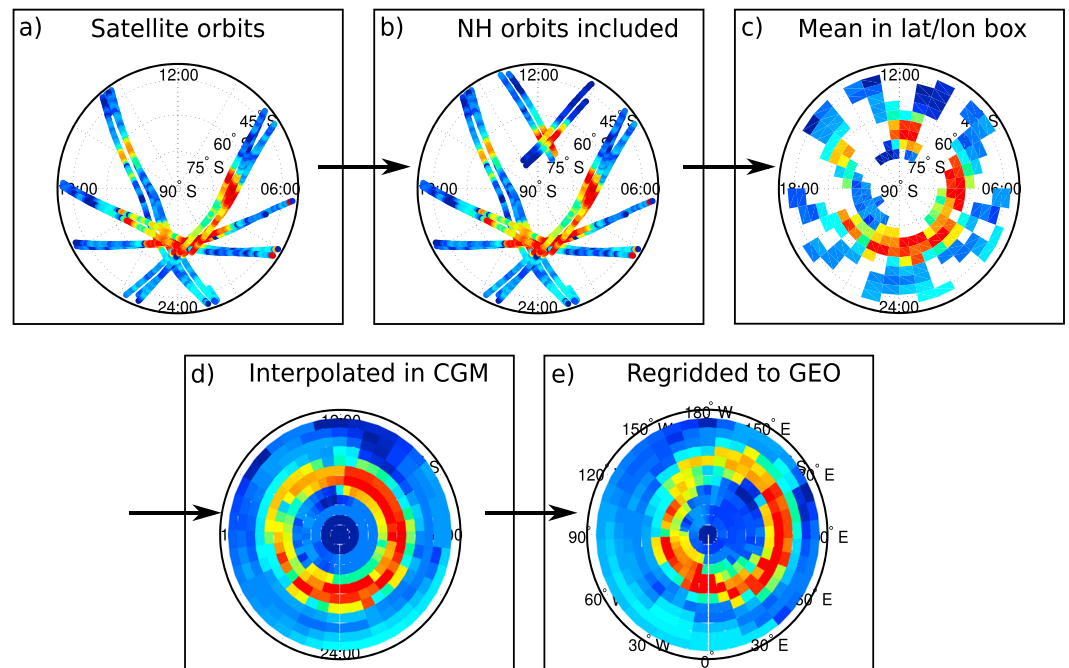 a) Satellite orbits
12:00
45° S
60° S
75° S
90° S
06:00
24:00
b) NH orbits included
12:00
45° S
60° S
75° S
90° S
06:00
24:00
c) Mean in lat/lon box
12:00
60° S
75° S
90° S
18:00
06:00
24:00
d) Interpolated in CGM
24:00
e) Regridded to GEO
180° W
150° W
150° E
120°
90°
60°
30° W
0°
30° E